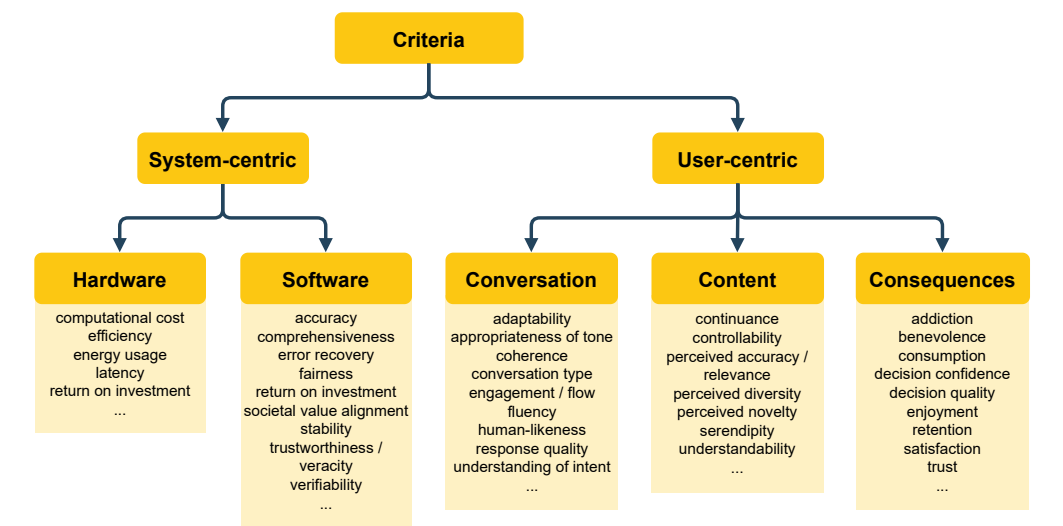 Criteria
System-centric
User-centric
Hardware
computational cost
efficiency
energy usage
latency
return on investment
...
Software
accuracy
comprehensiveness
error recovery
fairness
return on investment
societal value alignment
stability
trustworthiness /
veracity
verifiability
...
Conversation
adaptability
appropriateness of tone
coherence
conversation type
engagement / flow
fluency
human-likeness
response quality
understanding of intent
...
Content
continuance
controllability
perceived accuracy /
relevance
perceived diversity
perceived novelty
serendipity
understandability
...
Consequences
addiction
benevolence
consumption
decision confidence
decision quality
enjoyment
retention
satisfaction
trust
...